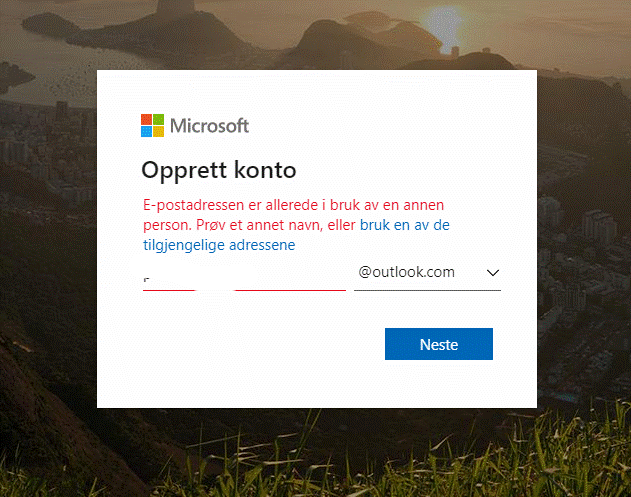 Microsoft
Opprett konto
E-postadressen er allerede i bruk av en annen
person. Prøv et annet navn, eller bruk en av de
tilgjengelige adressene
@outlook.com
Neste